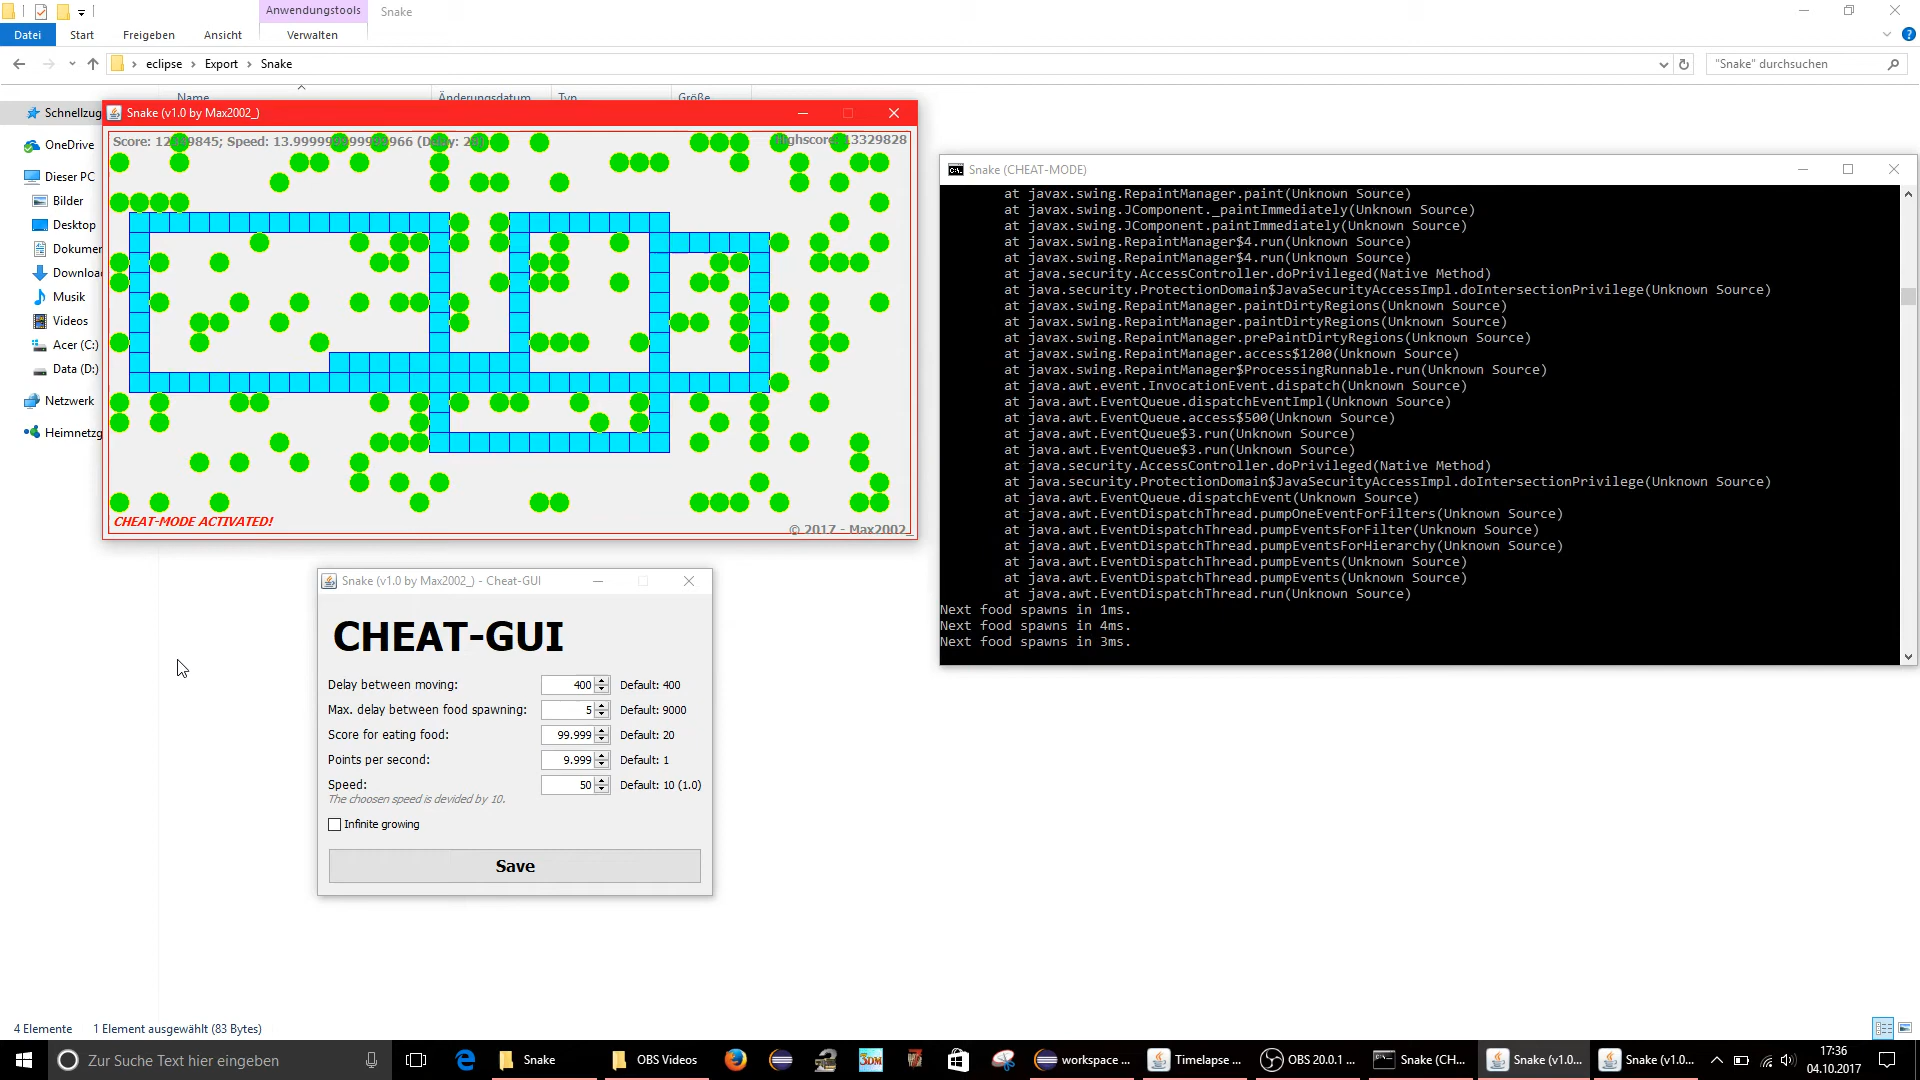 Anwendungstools
Snake
Datei
Start
Freigeben
Ansicht
Verwalten
eclipse
Export
Snake
"Snake" durchsuchen
Name
Änderungsdatum
Typ
Größe
Schnellzug
OneDrive
Dieser PC
Bilder
Desktop
Dokumen
Downloa
Musik
Videos
Acer (C:)
Data (D:)
Netzwerk
Heimnetzg
Snake (v1.0 by Max2002_)
CHEAT-MODE ACTIVATED!
© 2017 - Max2002_
Snake (CHEAT-MODE)
at javax.swing.RepaintManager.paint(Unknown Source)
at javax.swing.JComponent._paintImmediately(Unknown Source)
at javax.swing.JComponent.paintImmediately(Unknown Source)
at javax.swing.RepaintManager$4.run(Unknown Source)
at javax.swing.RepaintManager$4.run(Unknown Source)
at java.security.AccessController.doPrivileged(Native Method)
at java.security.ProtectionDomain$JavaSecurityAccessImpl.doIntersectionPrivilege(Unknown Source)
at javax.swing.RepaintManager.paintDirtyRegions(Unknown Source)
at javax.swing.RepaintManager.paintDirtyRegions(Unknown Source)
at javax.swing.RepaintManager.prePaintDirtyRegions(Unknown Source)
at javax.swing.RepaintManager.access$1200(Unknown Source)
at javax.swing.RepaintManager$ProcessingRunnable.run(Unknown Source)
at java.awt.event.InvocationEvent.dispatch(Unknown Source)
at java.awt.EventQueue.dispatchEventImpl(Unknown Source)
at java.awt.EventQueue.access$500(Unknown Source)
at java.awt.EventQueue$3.run(Unknown Source)
at java.awt.EventQueue$3.run(Unknown Source)
at java.security.AccessController.doPrivileged(Native Method)
at java.security.ProtectionDomain$JavaSecurityAccessImpl.doIntersectionPrivilege(Unknown Source)
at java.awt.EventQueue.dispatchEvent(Unknown Source)
at java.awt.EventDispatchThread.pumpOneEventForFilters(Unknown Source)
at java.awt.EventDispatchThread.pumpEventsForFilter(Unknown Source)
at java.awt.EventDispatchThread.pumpEventsForHierarchy(Unknown Source)
at java.awt.EventDispatchThread.pumpEvents(Unknown Source)
at java.awt.EventDispatchThread.pumpEvents(Unknown Source)
at java.awt.EventDispatchThread.run(Unknown Source)
Next food spawns in 1ms.
Next food spawns in 4ms.
Next food spawns in 3ms.
Snake (v1.0 by Max2002_) - Cheat-GUI
CHEAT-GUI
Delay between moving: 400 Default: 400
Max. delay between food spawning: 5 Default: 9000
Score for eating food: 99.999 Default: 20
Points per second: 9.999 Default: 1
Speed: 50 Default: 10 (1.0)
The choosen speed is devided by 10.
Infinite growing
Save
4 Elemente 1 Element ausgewählt (83 Bytes)
Zur Suche Text hier eingeben
Snake
OBS Videos
workspace ...
Timelapse ...
OBS 20.0.1 ...
Snake (CH...
Snake (v1.0...
Snake (v1.0...
17:36
04.10.2017